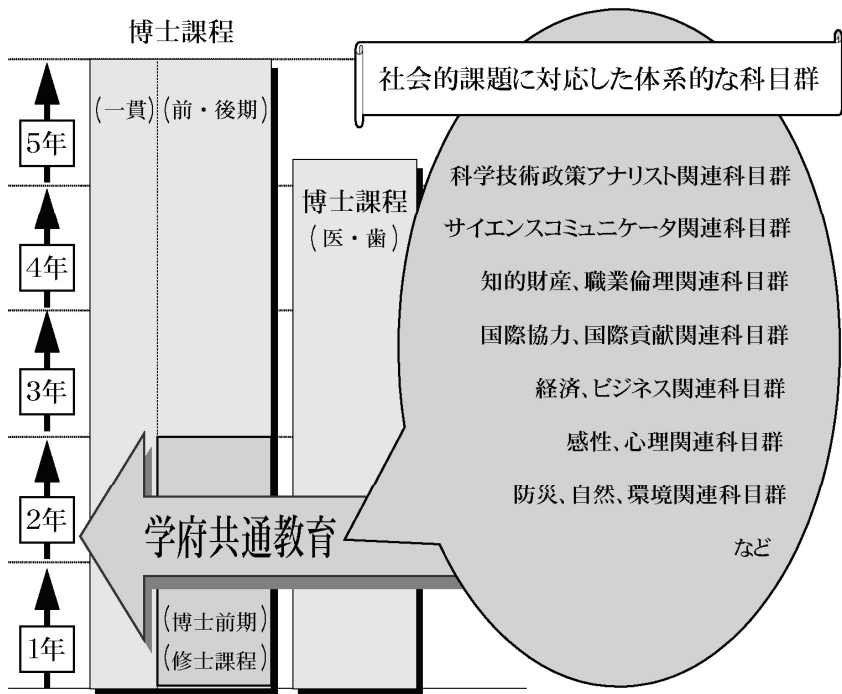 博士課程
社会的課題に対応した体系的な科目群
(一貫)
(前・後期)
5年
4年
3年
2年
1年
博士課程
(医・歯)
科学技術政策アナリスト関連科目群
サイエンスコミュニケータ関連科目群
知的財産、職業倫理関連科目群
国際協力、国際貢献関連科目群
経済、ビジネス関連科目群
感性、心理関連科目群
防災、自然、環境関連科目群
など
学府共通教育
(博士前期)
(修士課程)